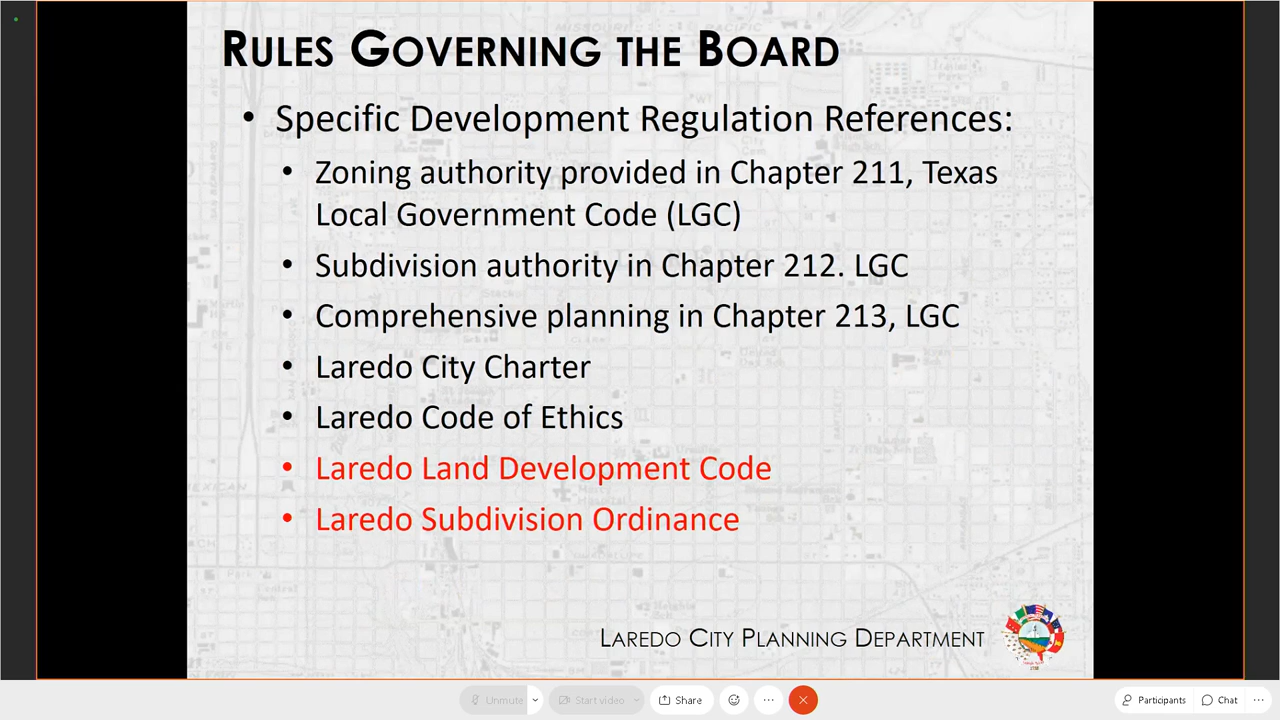 RULES GOVERNING THE BOARD
• Specific Development Regulation References:
• Zoning authority provided in Chapter 211, Texas
Local Government Code (LGC)
• Subdivision authority in Chapter 212. LGC
• Comprehensive planning in Chapter 213, LGC
• Laredo City Charter
• Laredo Code of Ethics
• Laredo Land Development Code
• Laredo Subdivision Ordinance
LAREDO CITY PLANNING DEPARTMENT
Unmute
Start video
Share
Participants
Chat